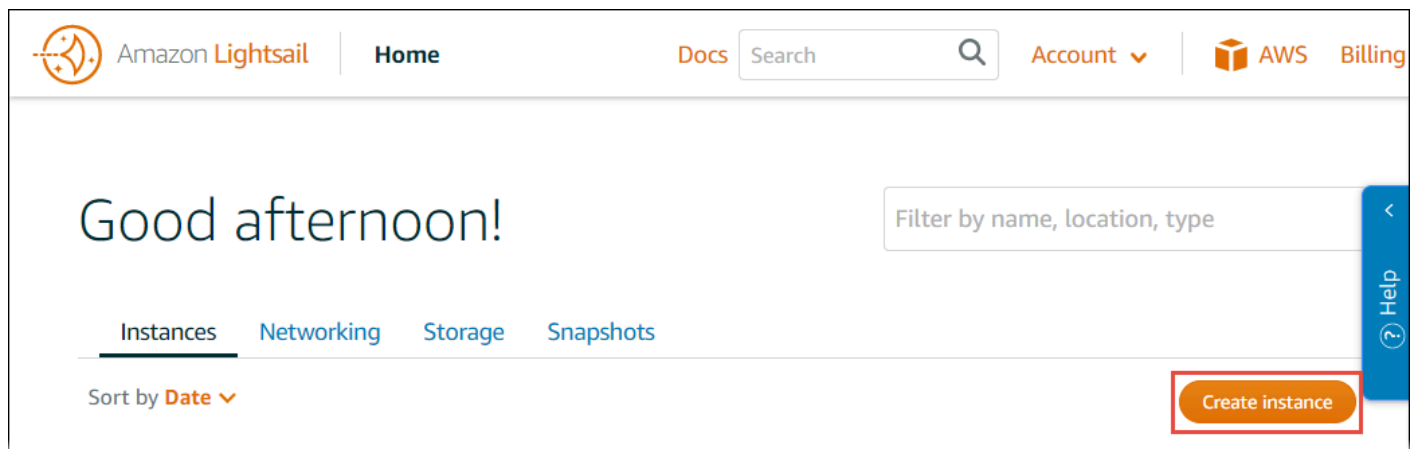 Amazon Lightsail Home Docs Search Account AWS Billing
Good afternoon!
Filter by name, location, type
? Help
Instances Networking Storage Snapshots
Sort by Date
Create instance